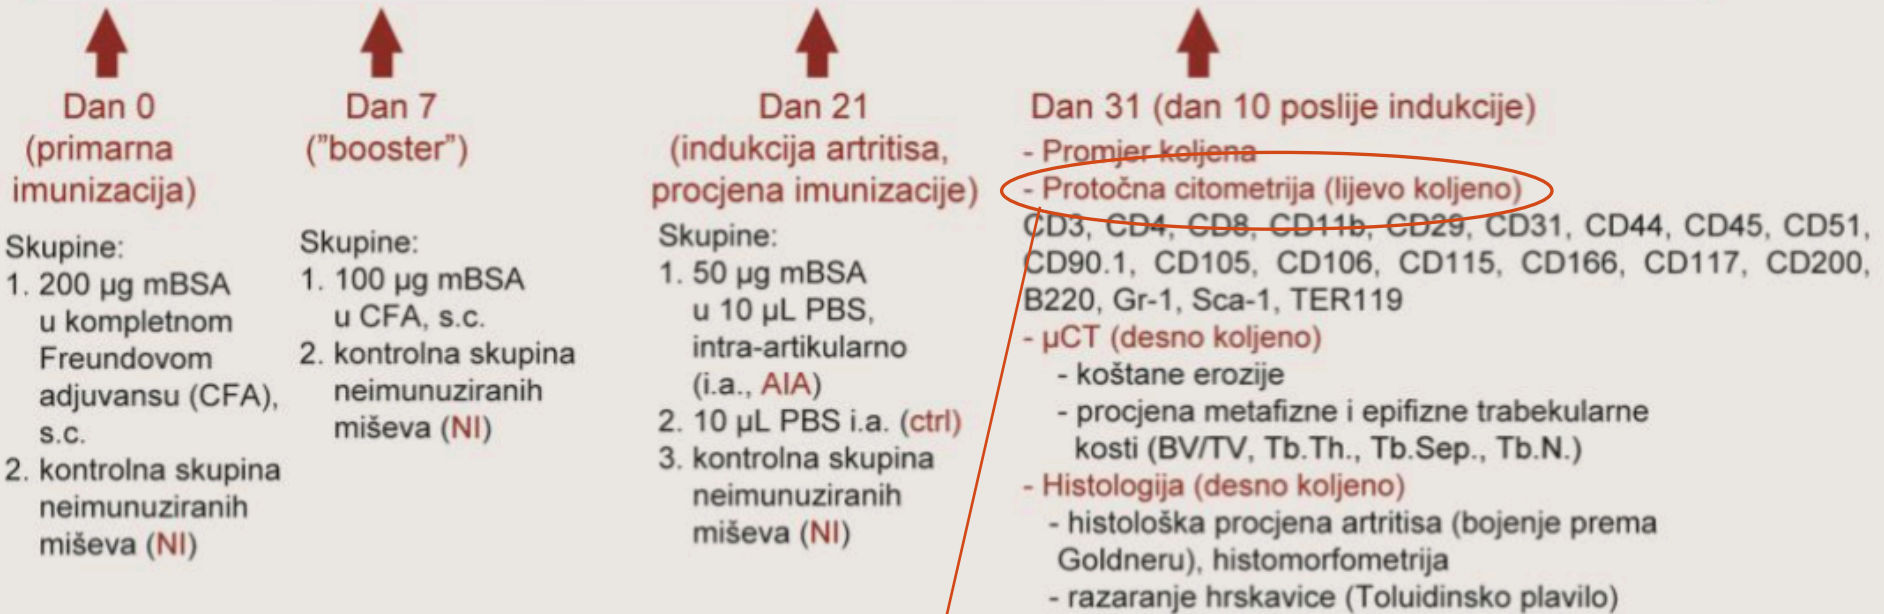 Dan 0
(primarna
imunizacija)
Skupine:
1. 200 µg mBSA
u kompletnom
Freundovom
adjuvansu (CFA),
s.c.
2. kontrolna skupina
neimunuziranih
miševa (NI)
Dan 7
("booster")
Skupine:
1. 100 µg mBSA
u CFA, s.c.
2. kontrolna skupina
neimunuziranih
miševa (NI)
Dan 21
(indukcija artritisa,
procjena imunizacije)
Skupine:
1. 50 µg mBSA
u 10 µL PBS,
intra-artikularno
(i.a., AIA)
2. 10 µL PBS i.a. (ctrl)
3. kontrolna skupina
neimunuziranih
miševa (NI)
Dan 31 (dan 10 poslije indukcije)
- Promjer koljena
- Protočna citometrija (lijevo koljeno)
CD3, CD4, CD8, CD11b, CD29, CD31, CD44, CD45, CD51,
CD90.1, CD105, CD106, CD115, CD166, CD117, CD200,
B220, Gr-1, Sca-1, TER119
- µCT (desno koljeno)
- koštane erozije
- procjena metafizne i epifizne trabekularne
kosti (BV/TV, Tb.Th., Tb.Sep., Tb.N.)
- Histologija (desno koljeno)
- histološka procjena artritisa (bojenje prema
Goldneru), histomorfometrija
- razaranje hrskavice (Toluidinsko plavilo)